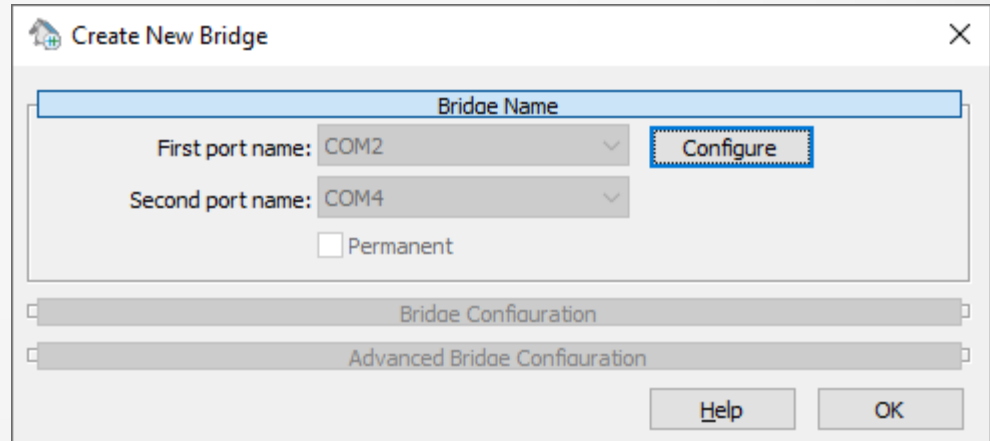 Create New Bridge
Bridge Name
First port name: COM2 Configure
Second port name: COM4
Permanent
Bridge Configuration
Advanced Bridge Configuration
Help OK